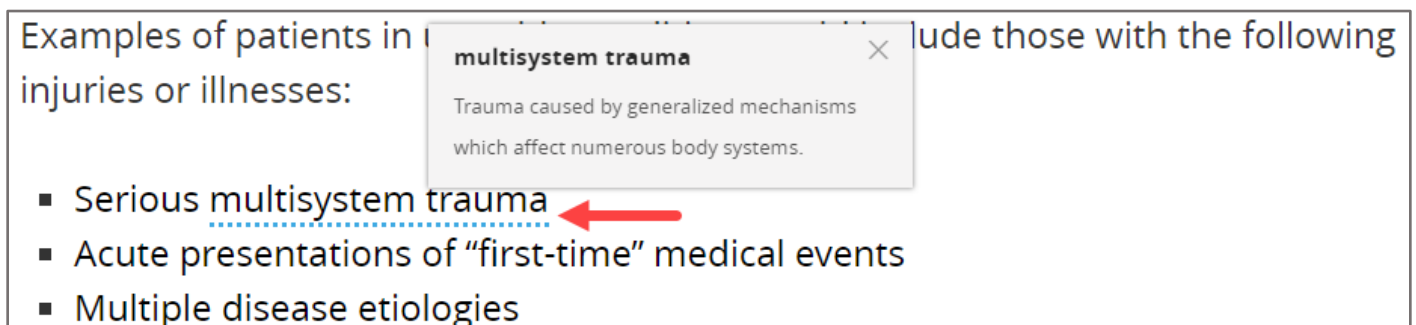 Examples of patients in lude those with the following
injuries or illnesses:
multisystem trauma
Trauma caused by generalized mechanisms
which affect numerous body systems.
▪ Serious multisystem trauma
▪ Acute presentations of “first-time” medical events
▪ Multiple disease etiologies